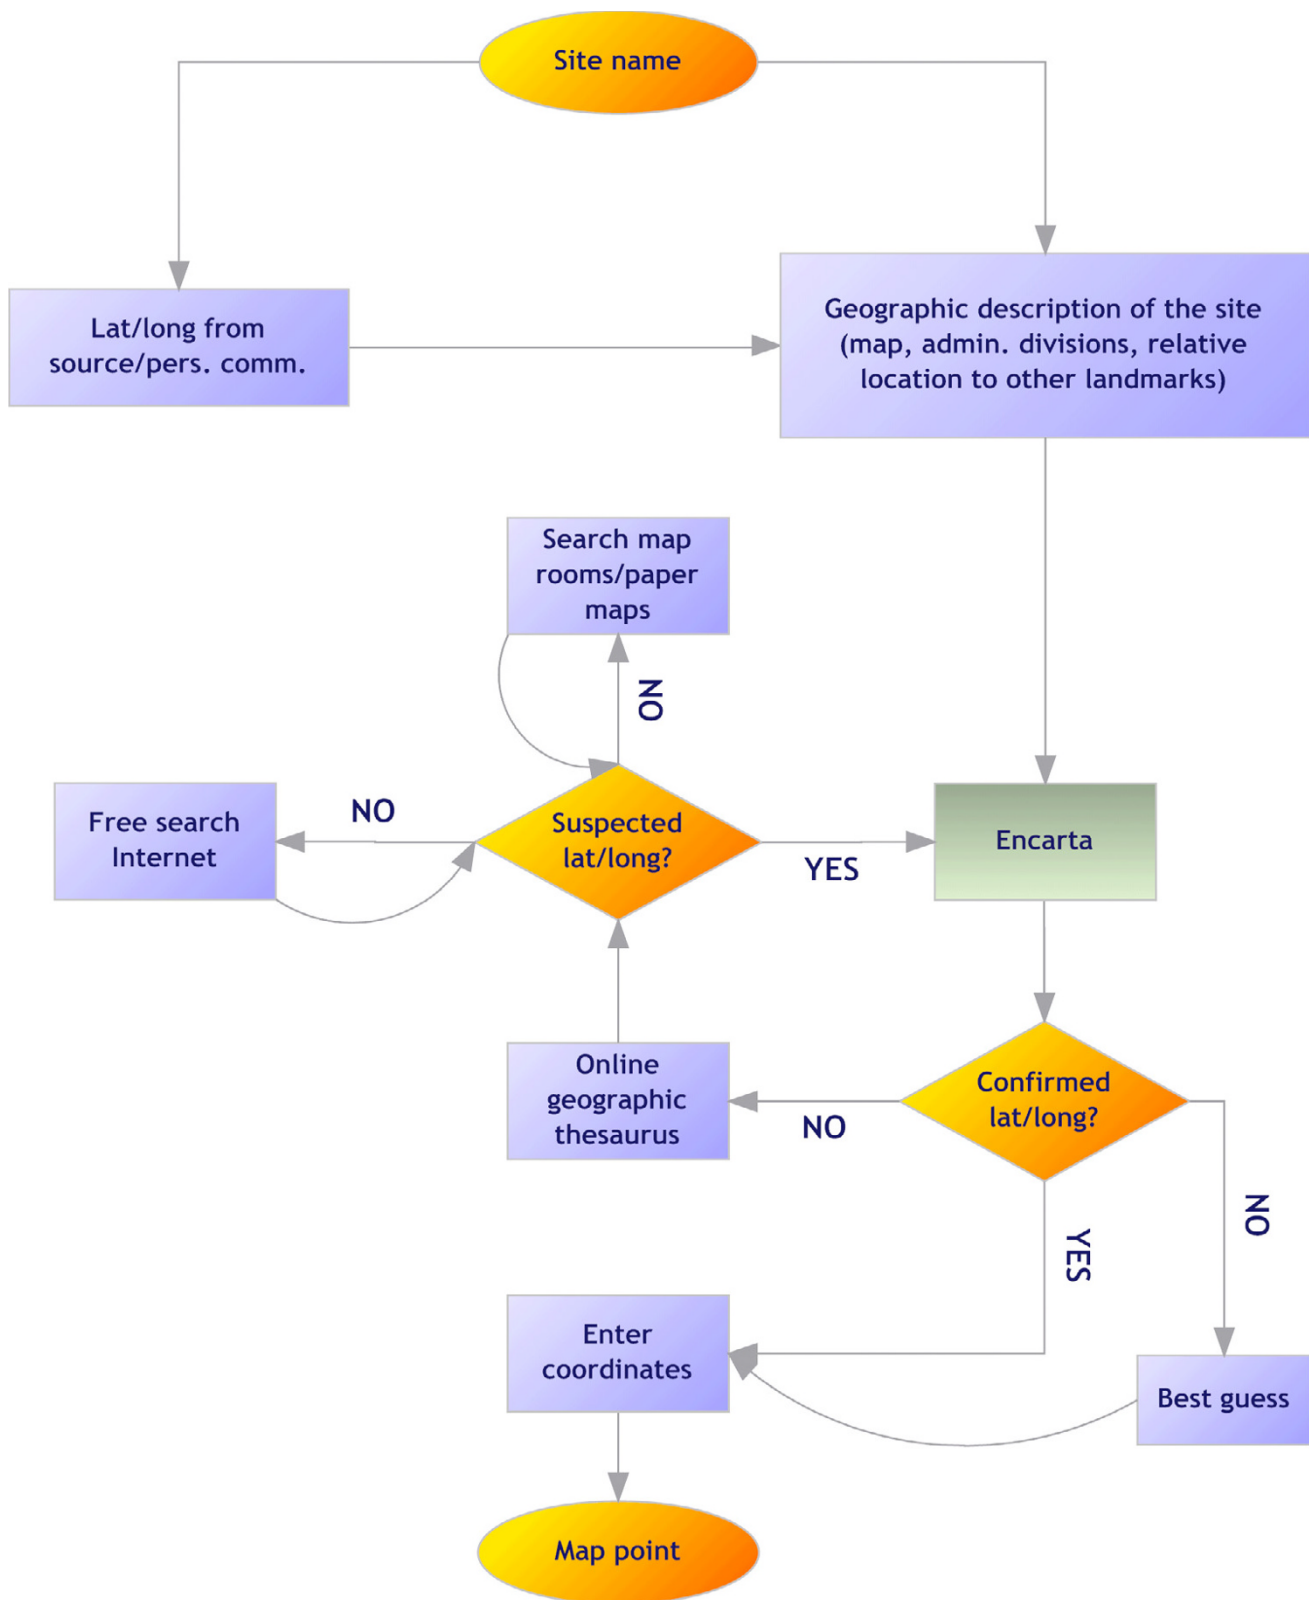 Site name
Lat/long from
source/pers. comm.
Geographic description of the site
(map, admin. divisions, relative
location to other landmarks)
Search map
rooms/paper
maps
NO
Free search
Internet
NO
Suspected
lat/long?
YES
Encarta
Online
geographic
thesaurus
NO
Confirmed
lat/long?
NO
YES
Enter
coordinates
Best guess
Map point